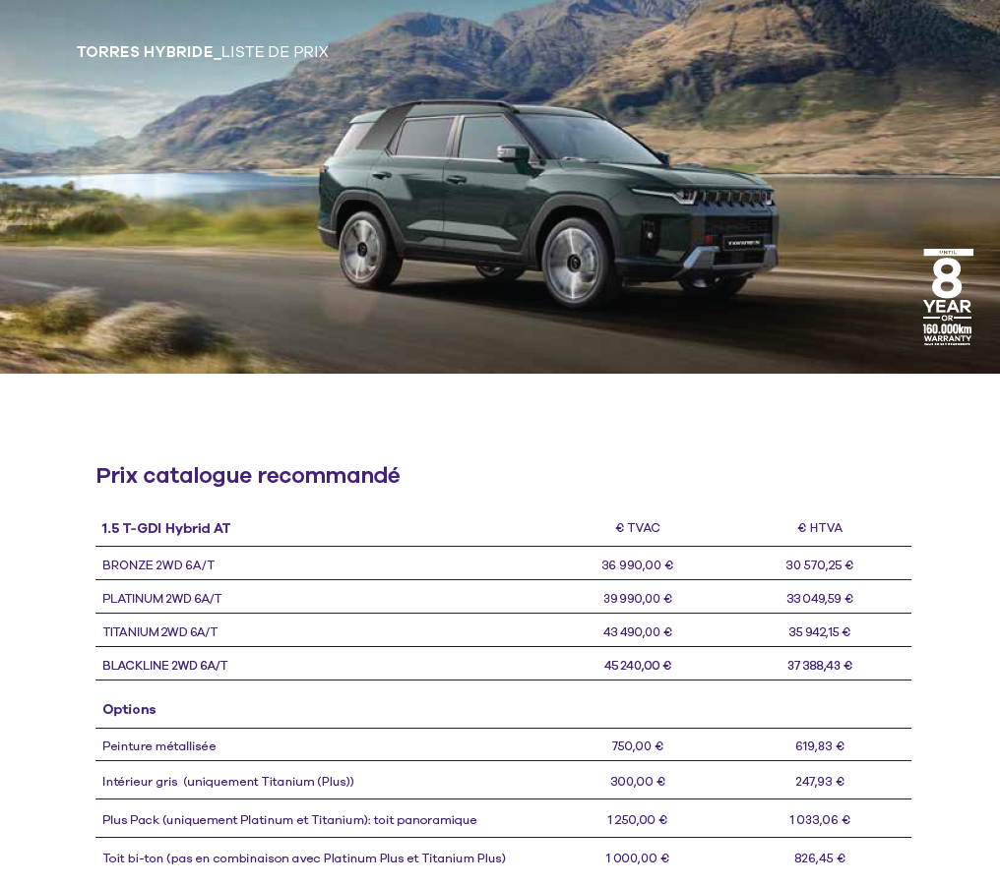 TORRES HYBRIDE_LISTE DE PRIX
TORRES
UNTIL
8
YEAR
OR
160.000km
WARRANTY
Prix catalogue recommandé
1.5 T-GDI Hybrid AT € TVAC € HTVA
BRONZE 2WD 6A/T 36 990,00 € 30 570,25 €
PLATINUM 2WD 6A/T 39 990,00 € 33 049,59 €
TITANIUM 2WD 6A/T 43 490,00 € 35 942,15 €
BLACKLINE 2WD 6A/T 45 240,00 € 37 388,43 €
Options
Peinture métallisée 750,00 € 619,83 €
Intérieur gris (uniquement Titanium (Plus)) 300,00 € 247,93 €
Plus Pack (uniquement Platinum et Titanium): toit panoramique 1 250,00 € 1 033,06 €
Toit bi-ton (pas en combinaison avec Platinum Plus et Titanium Plus) 1 000,00 € 826,45 €